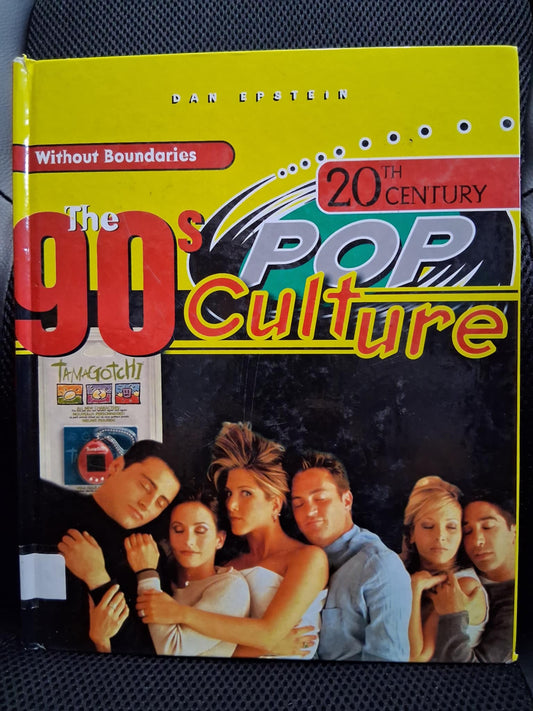 DAN EPSTEIN
Without Boundaries
20TH CENTURY
The
90s POP
Culture
TAMAGOTCHI